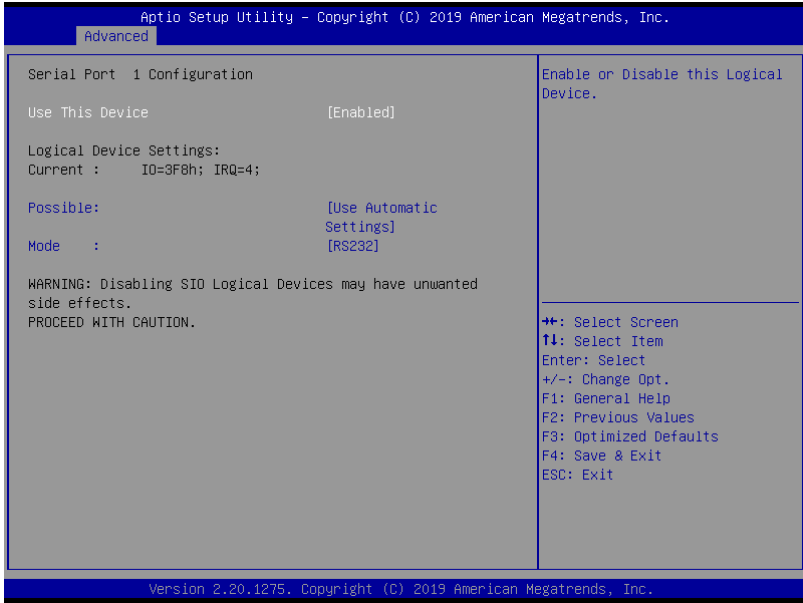 Aptio Setup Utility – Copyright (C) 2019 American Megatrends, Inc.
Advanced
Serial Port  1 Configuration
Use This Device [Enabled]
Logical Device Settings:
Current :  IO=3F8h; IRQ=4;
Possible: [Use Automatic
Settings]
Mode : [RS232]
WARNING: Disabling SIO Logical Devices may have unwanted
side effects.
PROCEED WITH CAUTION.
Enable or Disable this Logical
Device.
→←: Select Screen
↑↓: Select Item
Enter: Select
+/-: Change Opt.
F1: General Help
F2: Previous Values
F3: Optimized Defaults
F4: Save & Exit
ESC: Exit
Version 2.20.1275. Copyright (C) 2019 American Megatrends, Inc.